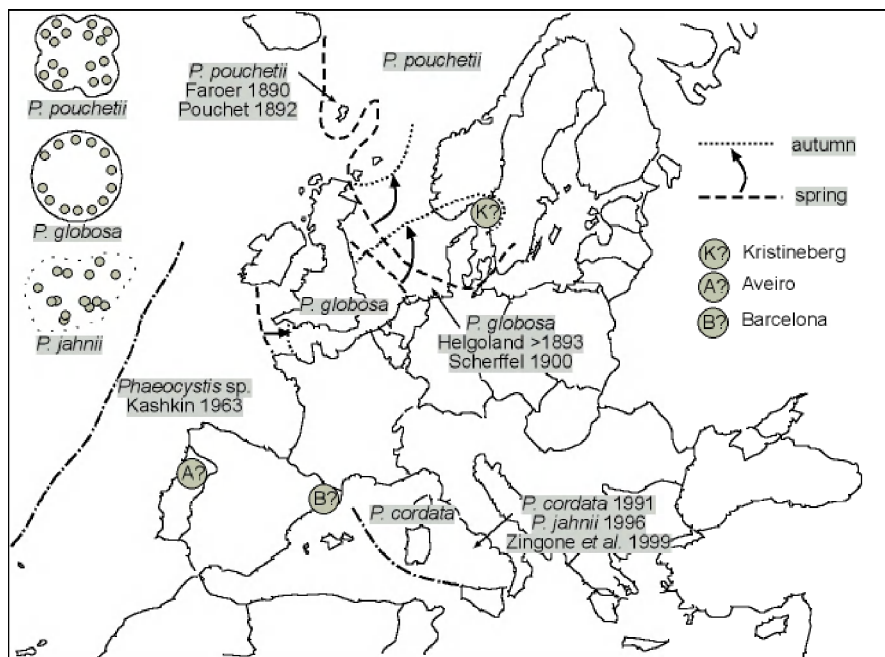 P. pouchetii
P. globosa
P. jahnii
P. pouchetii
Faroer 1890
Pouchet 1892
P. pouchetii
autumn
spring
K?
K? Kristineberg
A? Aveiro
B? Barcelona
P. globosa
P. globosa
Helgoland >1893
Scherffel 1900
Phaeocystis sp.
Kashkin 1963
A?
B?
P. cordata
P. cordata 1991
P. jahnii 1996
Zingone et al. 1999